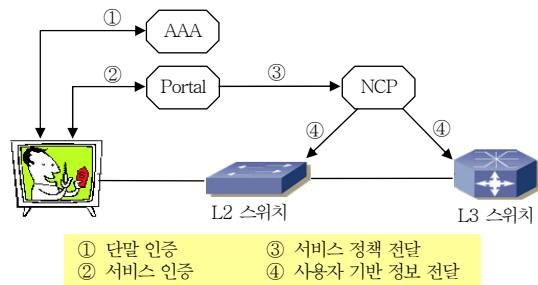 ① AAA
② Portal ③ NCP
④ ④
L2 스위치 L3 스위치
① 단말 인증 ③ 서비스 정책 전달
② 서비스 인증 ④ 사용자 기반 정보 전달